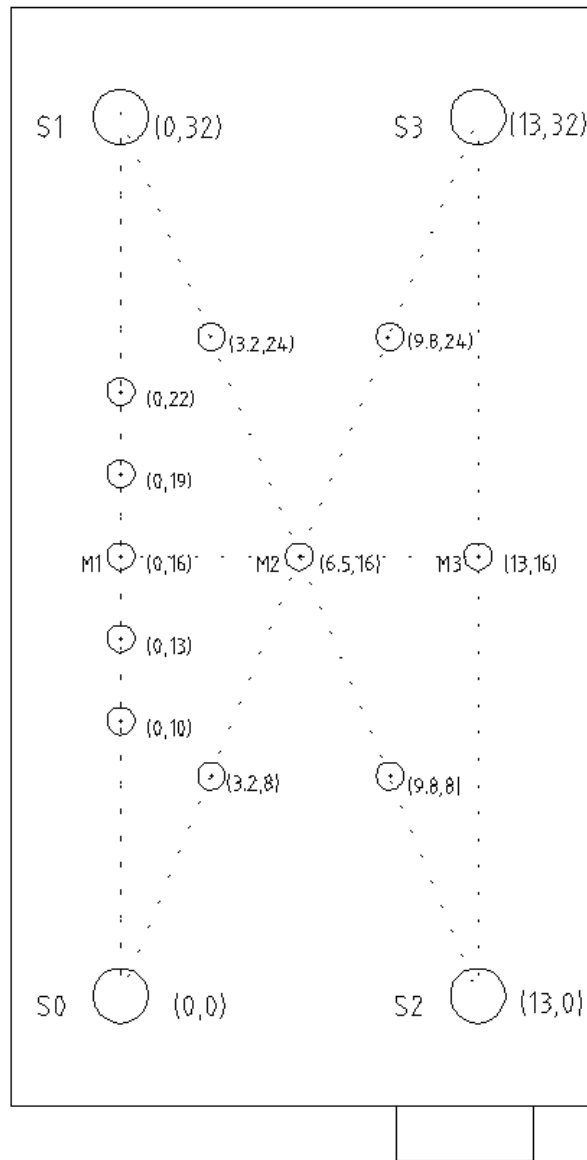 S1 (0,32) S3 (13,32)
(3.2,24) (9.8,24)
(0,22)
(0,19)
M1 (0,16) M2 (6.5,16) M3 (13,16)
(0,13)
(0,10)
(3.2,8) (9.8,8)
S0 (0,0) S2 (13,0)